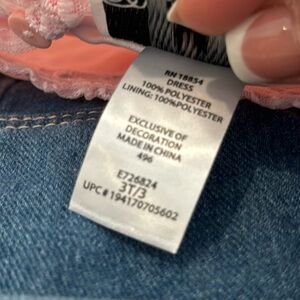 RN 18854
DRESS
100% POLYESTER
LINING: 100%POLYESTER
EXCLUSIVE OF
DECORATION
MADE IN CHINA
496
E726824
3T/3
UPC# 194170705602